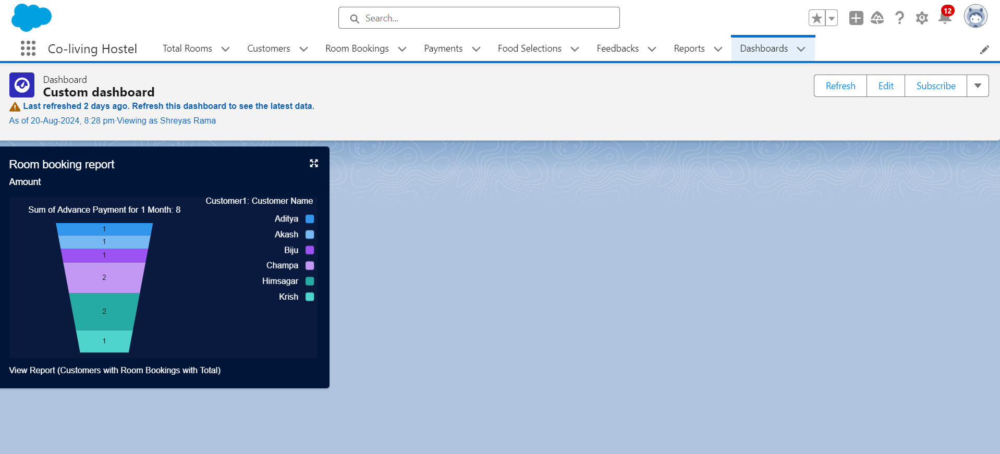 Search...
12
Co-living Hostel
Total Rooms
Customers
Room Bookings
Payments
Food Selections
Feedbacks
Reports
Dashboards
Dashboard
Custom dashboard
Last refreshed 2 days ago. Refresh this dashboard to see the latest data.
As of 20-Aug-2024, 8:28 pm·Viewing as Shreyas Rama
Refresh
Edit
Subscribe
Room booking report
Amount
Sum of Advance Payment for 1 Month: 8
1
1
1
2
2
1
Customer1: Customer Name
Aditya
Akash
Biju
Champa
Himsagar
Krish
View Report (Customers with Room Bookings with Total)